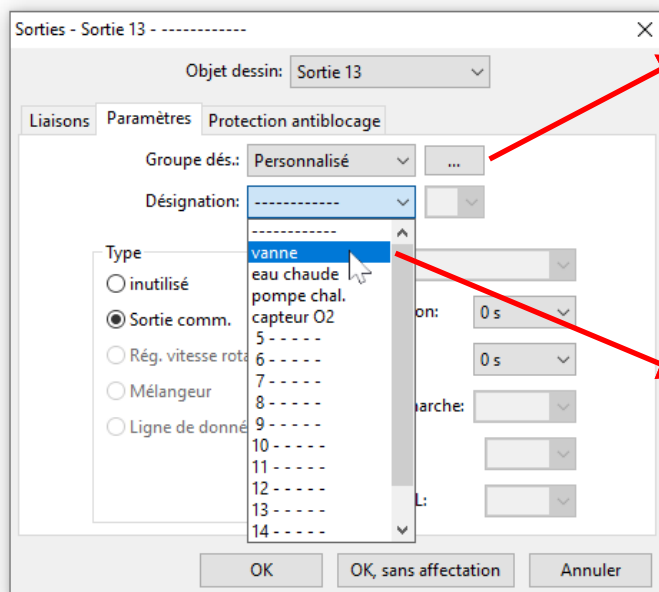 Sorties - Sortie 13 - ------------
Objet dessin: Sortie 13
Liaisons Paramètres Protection antiblocage
Groupe dés.: Personnalisé ...
Désignation: ------------
------------
Type
vanne
inutilisé
eau chaude
pompe chal.
Sortie comm.
capteur O2
on: 0 s
5 - - - - -
Rég. vitesse rota
6 - - - - -
0 s
7 - - - - -
Mélangeur
8 - - - - -
arche:
9 - - - - -
Ligne de donné
10 - - - - -
11 - - - - -
12 - - - - -
13 - - - - -
L:
14 - - - - -
OK OK, sans affectation Annuler